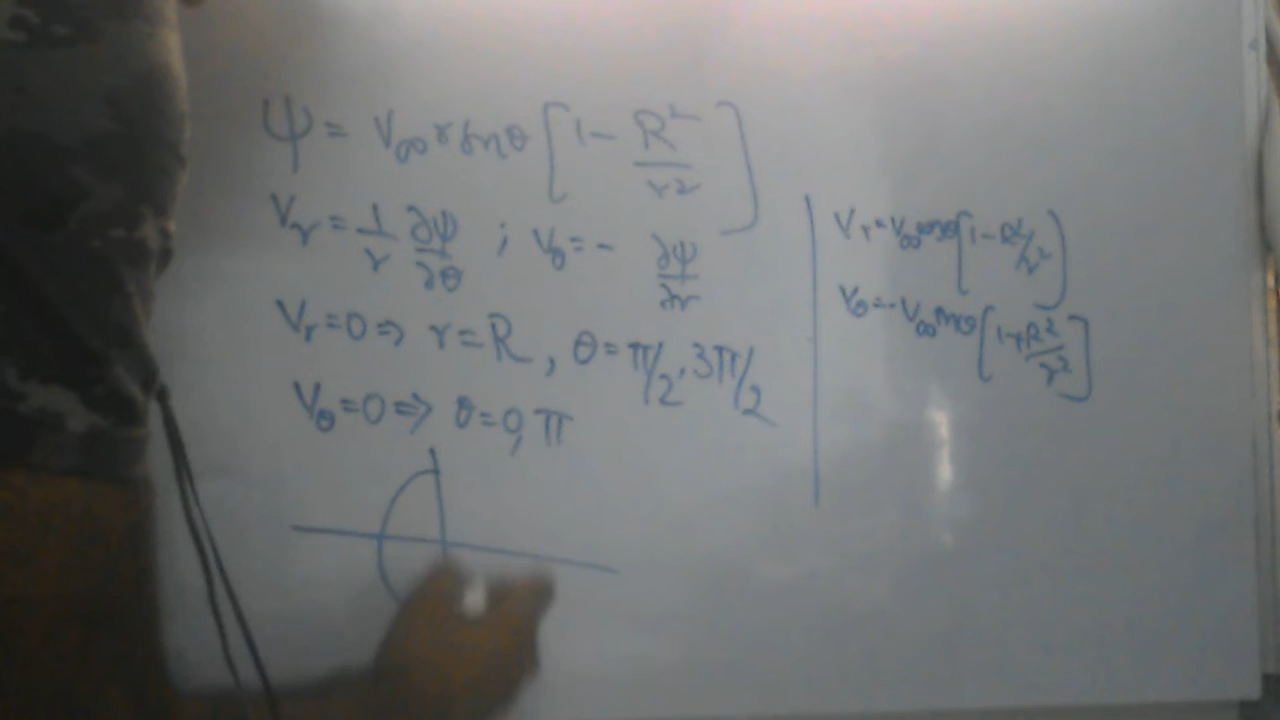 ψ = V∞ r sinθ [1 - R²/r²]
Vr = 1/r ∂ψ/∂θ ; Vθ = - ∂ψ/∂r
Vr = 0 ⇒ r = R, θ = π/2, 3π/2
Vθ = 0 ⇒ θ = 0, π
Vr = V∞ cosθ [1 - R²/r²]
Vθ = - V∞ sinθ [1 + R²/r²]